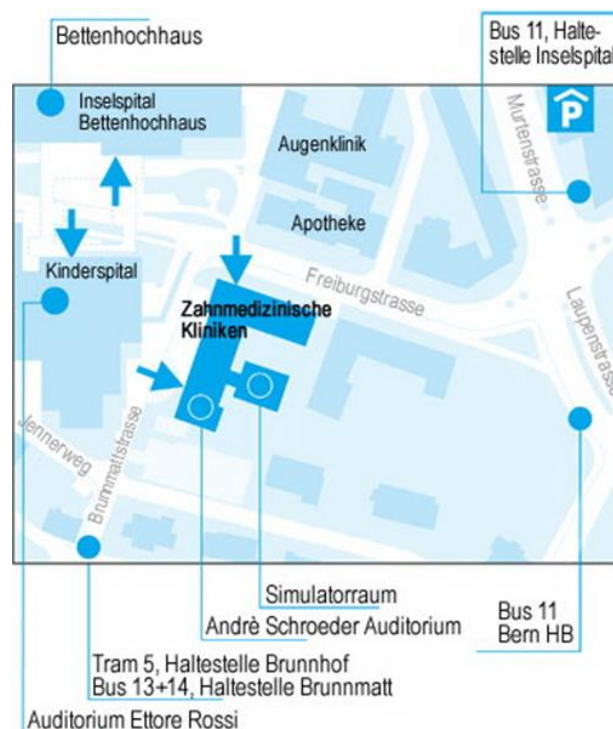 Bettenhochhaus
Bus 11, Halte-
stelle Inselspital
Inselspital
Bettenhochhaus
P
Augenklinik
Murtenstrasse
Apotheke
Kinderspital
Freiburgstrasse
Zahnmedizinische
Kliniken
Laupenstrasse
Jennerweg
Brunnmattstrasse
Simulatorraum
Andrè Schroeder Auditorium
Bus 11
Bern HB
Tram 5, Haltestelle Brunnhof
Bus 13+14, Haltestelle Brunnmatt
Auditorium Ettore Rossi